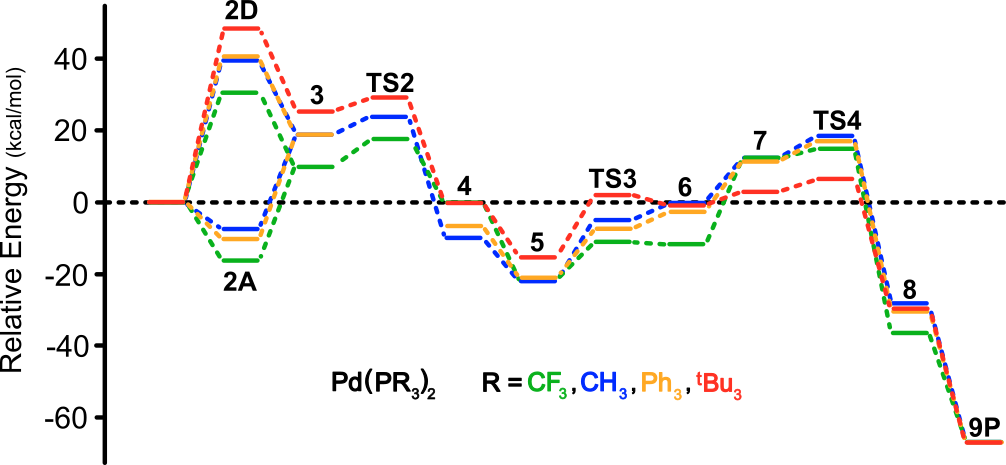 Relative Energy (kcal/mol)
40
20
0
-20
-40
-60
2D
3
TS2
2A
4
5
TS3
6
7
TS4
8
9P
Pd(PR₃)₂ R = CF₃, CH₃, Ph₃, ᵗBu₃